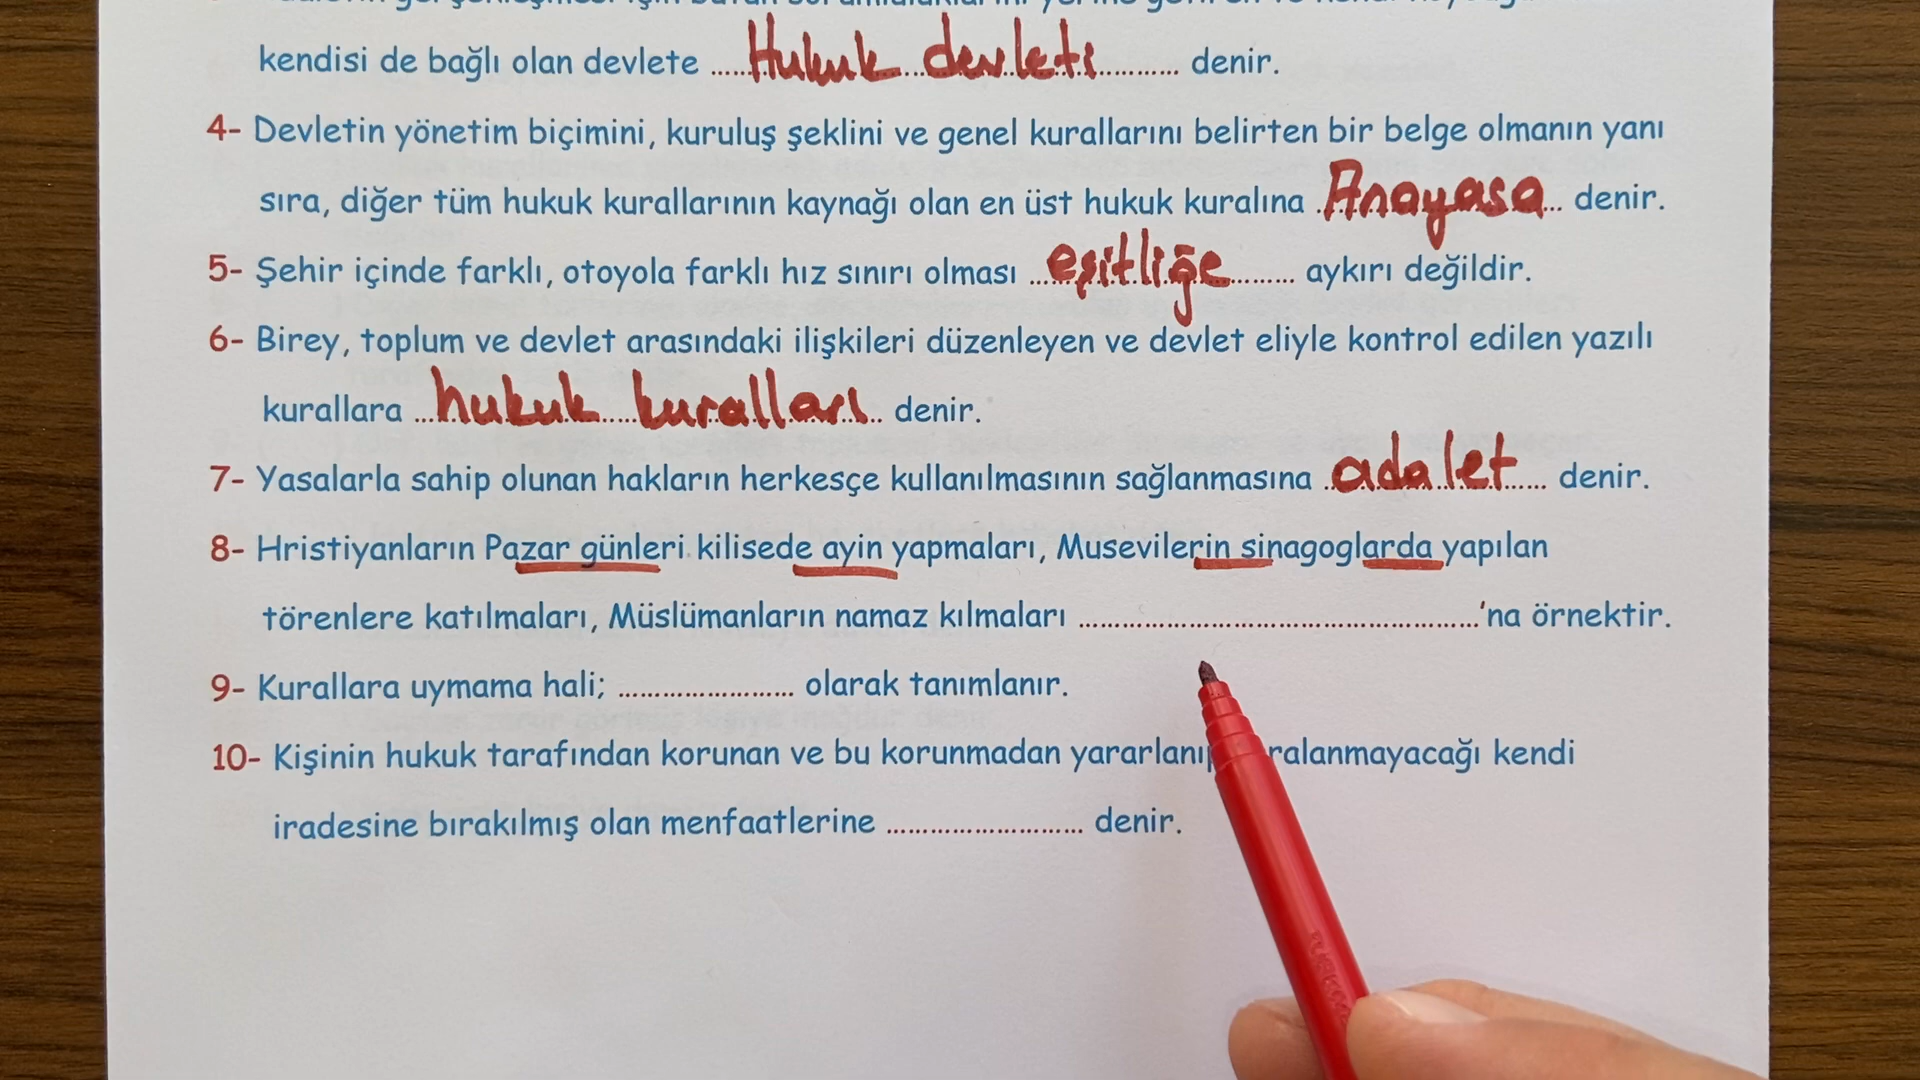 kendisi de bağlı olan devlete ...Hukuk devleti... denir.
4- Devletin yönetim biçimini, kuruluş şeklini ve genel kurallarını belirten bir belge olmanın yanı
sıra, diğer tüm hukuk kurallarının kaynağı olan en üst hukuk kuralına Anayasa... denir.
5- Şehir içinde farklı, otoyola farklı hız sınırı olması ...eşitliğe... aykırı değildir.
6- Birey, toplum ve devlet arasındaki ilişkileri düzenleyen ve devlet eliyle kontrol edilen yazılı
kurallara ...hukuk kuralları... denir.
7- Yasalarla sahip olunan hakların herkesçe kullanılmasının sağlanmasına ...adalet... denir.
8- Hristiyanların Pazar günleri kilisede ayin yapmaları, Musevilerin sinagoglarda yapılan
törenlere katılmaları, Müslümanların namaz kılmaları ........................................'na örnektir.
9- Kurallara uymama hali; ........................ olarak tanımlanır.
10- Kişinin hukuk tarafından korunan ve bu korunmadan kendi
iradesine bırakılmış olan menfaatlerine ........................... denir.